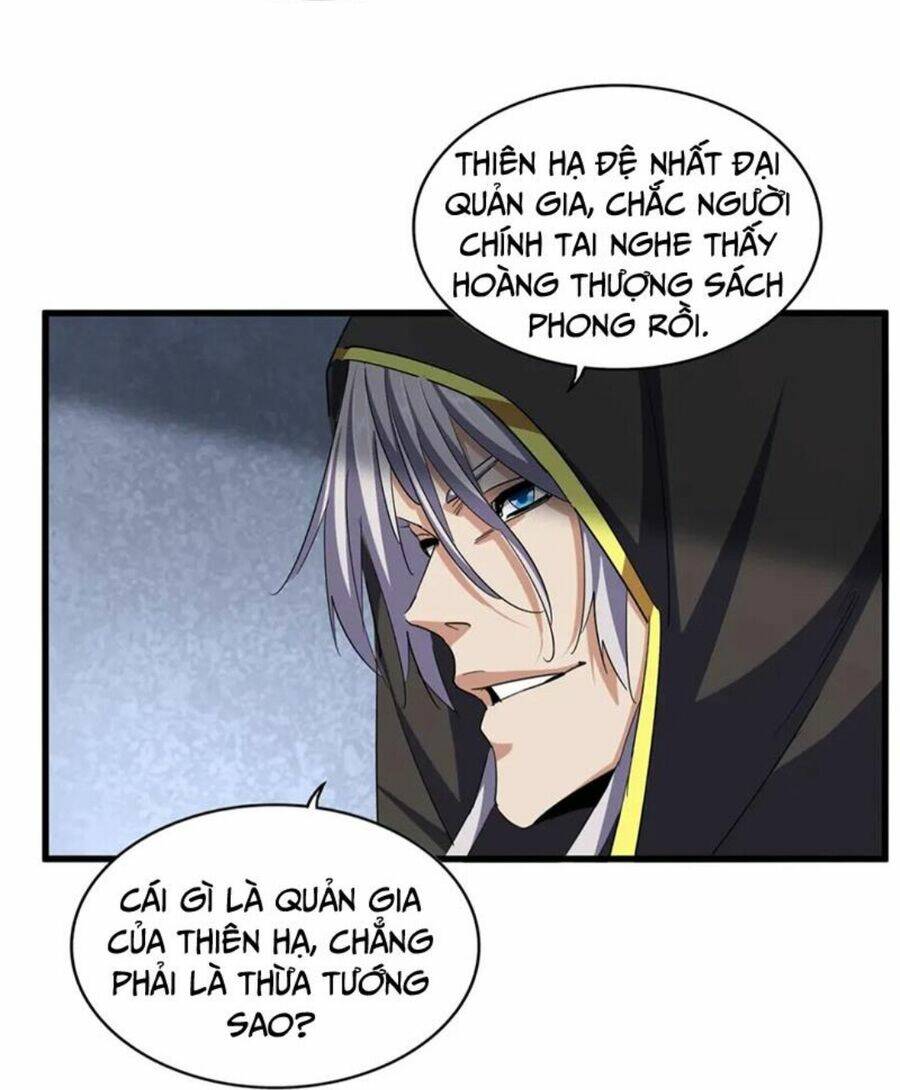 THIÊN HẠ ĐỆ NHẤT ĐẠI
QUẢN GIA, CHẮC NGƯỜI
CHÍNH TAI NGHE THẤY
HOÀNG THƯỢNG SÁCH
PHONG RỒI.
CÁI GÌ LÀ QUẢN GIA
CỦA THIÊN HẠ, CHẲNG
PHẢI LÀ THỪA TƯỚNG
SAO?